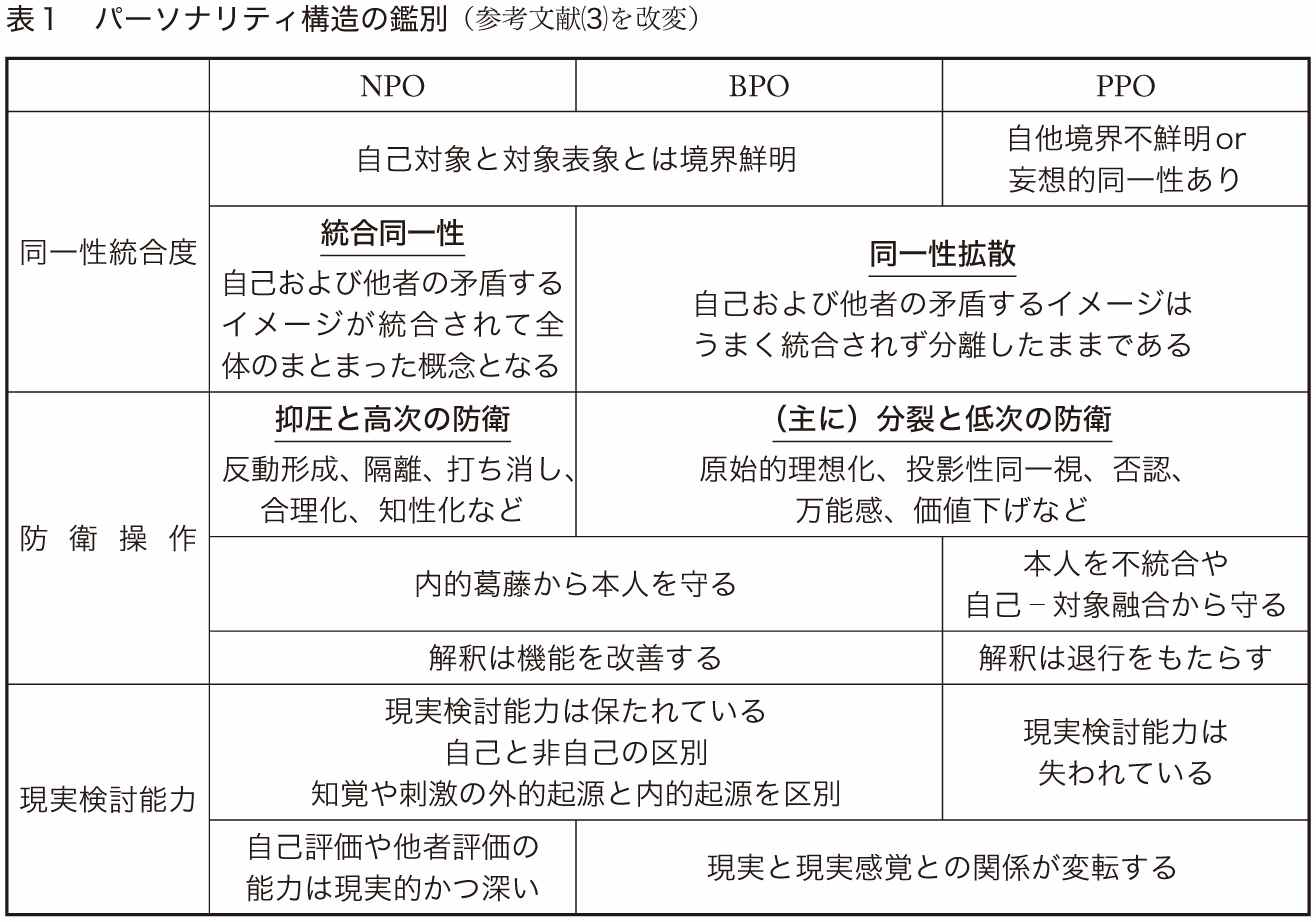 表1　パーソナリティ構造の鑑別（参考文献⑶を改変）
NPO
BPO
PPO
同一性統合度
自己対象と対象表象とは境界鮮明
自他境界不鮮明or
妄想的同一性あり
統合同一性
自己および他者の矛盾する
イメージが統合されて全
体のまとまった概念となる
同一性拡散
自己および他者の矛盾するイメージは
うまく統合されず分離したままである
防衛操作
抑圧と高次の防衛
反動形成、隔離、打ち消し、
合理化、知性化など
（主に）分裂と低次の防衛
原始的理想化、投影性同一視、否認、
万能感、価値下げなど
内的葛藤から本人を守る
本人を不統合や
自己－対象融合から守る
解釈は機能を改善する
解釈は退行をもたらす
現実検討能力
現実検討能力は保たれている
自己と非自己の区別
知覚や刺激の外的起源と内的起源を区別
現実検討能力は
失われている
自己評価や他者評価の
能力は現実的かつ深い
現実と現実感覚との関係が変転する